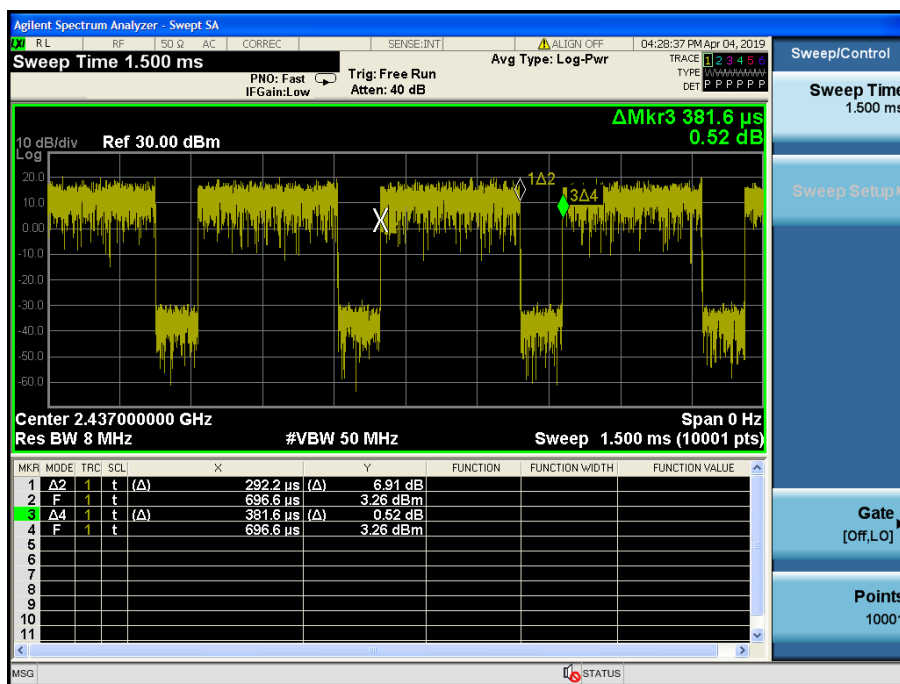 Agilent Spectrum Analyzer - Swept SA
LXI RL RF 50 Ω AC CORREC SENSE:INT ALIGN OFF 04:28:37 PM Apr 04, 2019
Sweep Time 1.500 ms
PNO: Fast
IFGain:Low
Trig: Free Run
Atten: 40 dB
Avg Type: Log-Pwr
TRACE 1 2 3 4 5 6
TYPE WWWWWW
DET P P P P P P
ΔMkr3 381.6 µs
0.52 dB
10 dB/div Ref 30.00 dBm
Log
20.0
10.0
0.00
-10.0
-20.0
-30.0
-40.0
-50.0
-60.0
1Δ2
3Δ4
X
Center 2.437000000 GHz Span 0 Hz
Res BW 8 MHz #VBW 50 MHz Sweep 1.500 ms (10001 pts)
MKR MODE TRC SCL X Y FUNCTION FUNCTION WIDTH FUNCTION VALUE
1 Δ2 1 t (Δ) 292.2 µs (Δ) 6.91 dB
2 F 1 t 696.6 µs 3.26 dBm
3 Δ4 1 t (Δ) 381.6 µs (Δ) 0.52 dB
4 F 1 t 696.6 µs 3.26 dBm
5
6
7
8
9
10
11
MSG STATUS
Sweep/Control
Sweep Time
1.500 ms
Sweep Setup
Gate
[Off,LO]
Points
10001